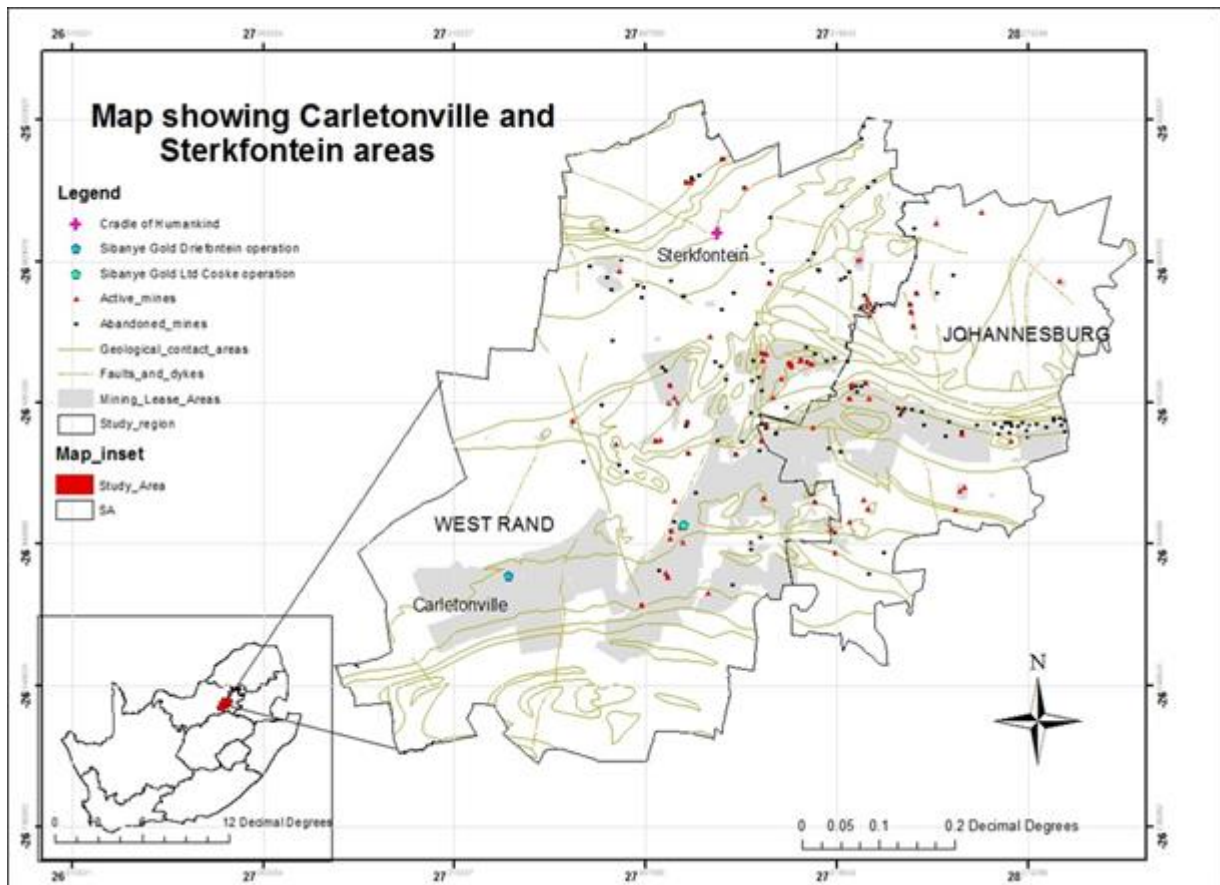 26 26 27 27 27 28
Map showing Carletonville and
Sterkfontein areas
Legend
Cradle of Humankind
Sibanye Gold Driefontein operation
Sibanye Gold Ltd Cooke operation
Active_mines
Abandoned_mines
Geological_contact_areas
Faults_and_dykes
Mining_Lease_Areas
Study_region
Map_inset
Study_Area
SA
Sterkfontein
JOHANNESBURG
WEST RAND
Carletonville
N
0 12 Decimal Degrees
0 0.05 0.1 0.2 Decimal Degrees
-26
-26
-26
-26
-26
26 26 27 27 27 28